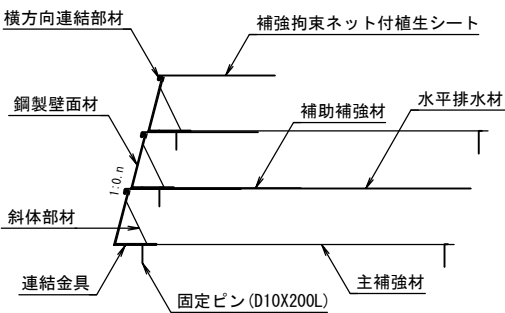 横方向連結部材
補強拘束ネット付植生シート
鋼製壁面材
補助補強材
水平排水材
1:0.n
斜体部材
連結金具
固定ピン(D10X200L)
主補強材